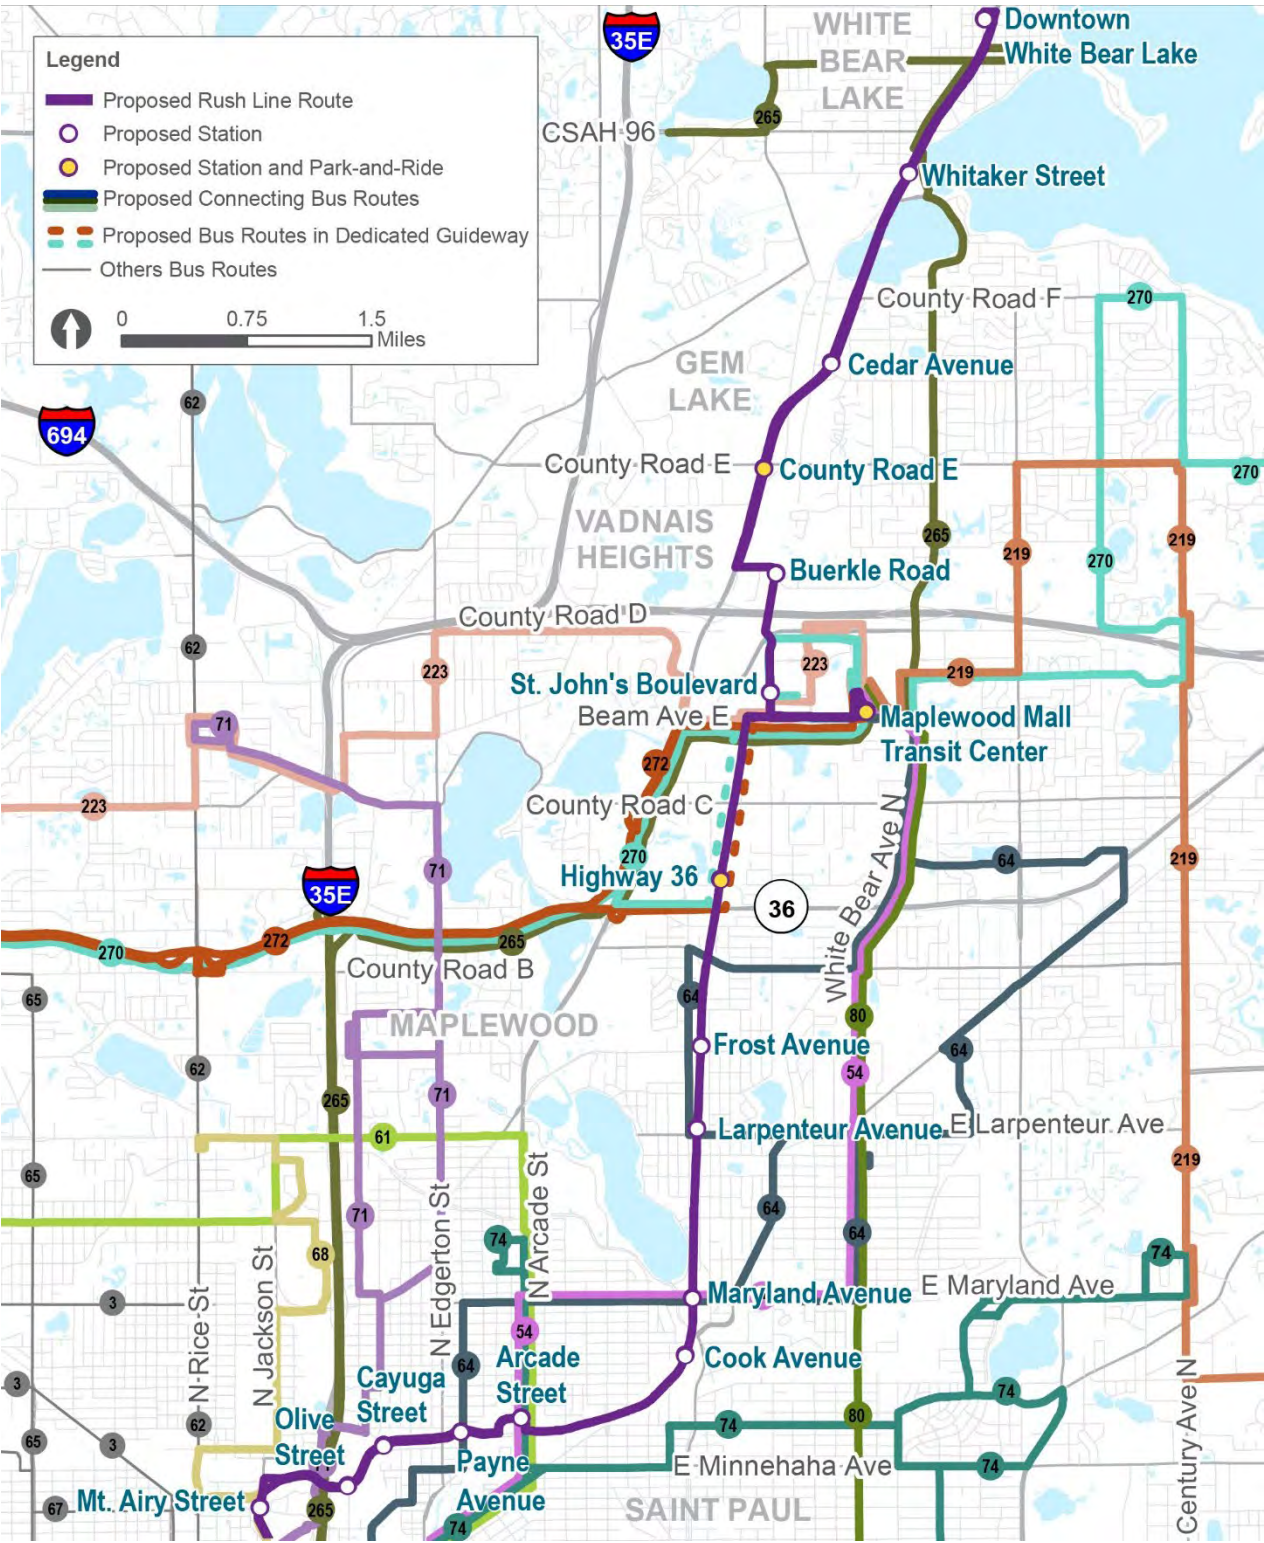 Legend
Proposed Rush Line Route
Proposed Station
Proposed Station and Park-and-Ride
Proposed Connecting Bus Routes
Proposed Bus Routes in Dedicated Guideway
Others Bus Routes
0 0.75 1.5
Miles
35E
WHITE
BEAR
LAKE
Downtown
White Bear Lake
265
CSAH 96
Whitaker Street
County Road F
270
GEM
LAKE
Cedar Avenue
62
694
County Road E
County Road E
270
VADNAIS
HEIGHTS
265
219
219
270
Buerkle Road
County Road D
62
223
223
219
St. John's Boulevard
Beam Ave E
Maplewood Mall
Transit Center
71
272
223
County Road C
White Bear Ave N
270
71
64
219
Highway 36
35E
36
270
272
265
County Road B
65
64
80
MAPLEWOOD
Frost Avenue
64
62
54
71
265
61
Larpenteur Avenue
E Larpenteur Ave
65
219
71
64
64
N Edgerton St
N Arcade St
74
68
74
N Jackson St
N Rice St
3
Maryland Avenue
E Maryland Ave
54
64
Arcade
Street
Cook Avenue
Cayuga
Street
3
74
Century Ave N
62
Olive
Street
74
80
65
3
Payne
Avenue
E Minnehaha Ave
74
Mt. Airy Street
67
265
74
SAINT PAUL